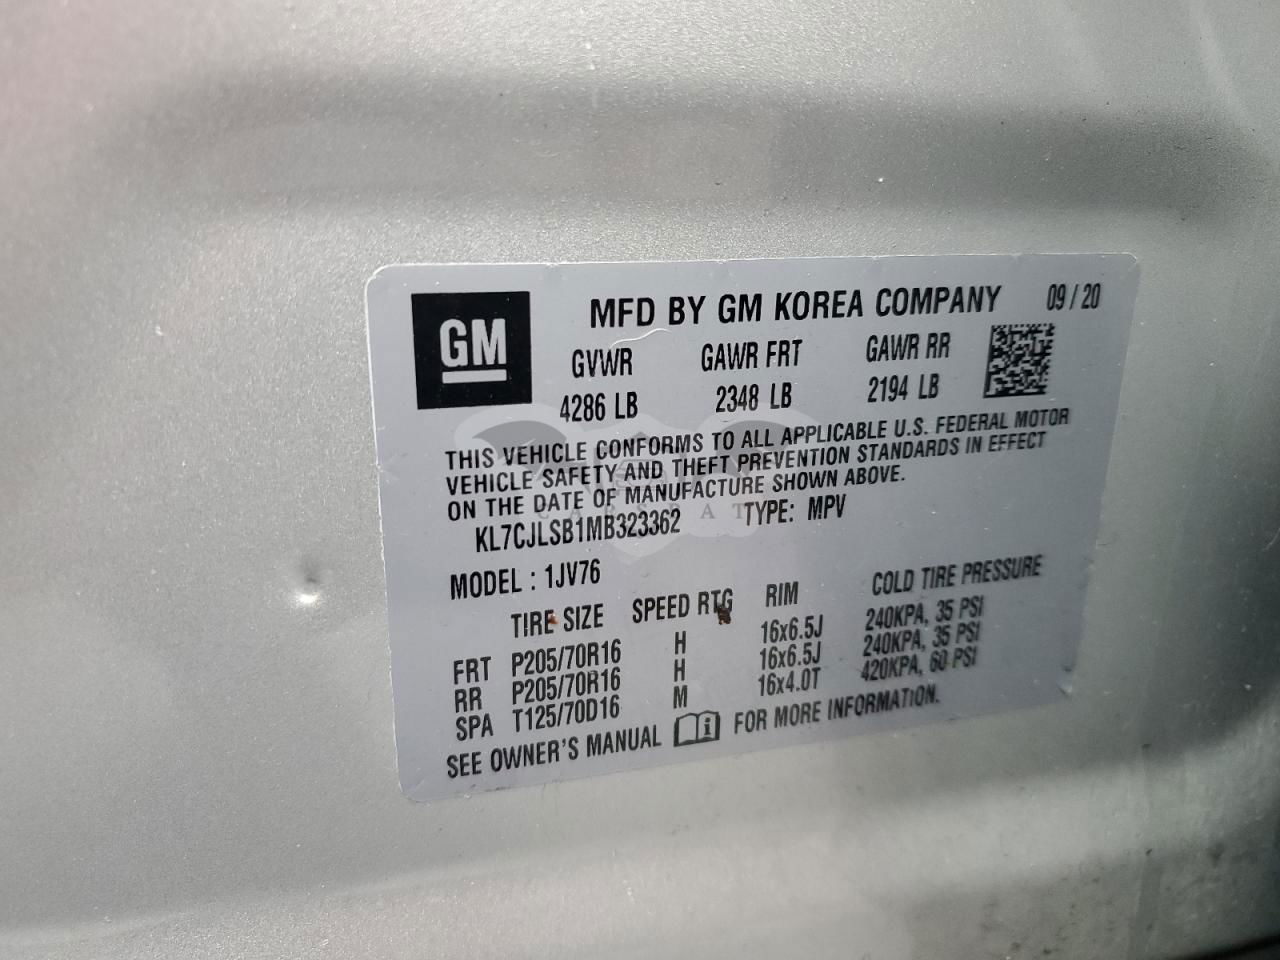 GM
MFD BY GM KOREA COMPANY 09 / 20
GVWR GAWR FRT GAWR RR
4286 LB 2348 LB 2194 LB
THIS VEHICLE CONFORMS TO ALL APPLICABLE U.S. FEDERAL MOTOR
VEHICLE SAFETY AND THEFT PREVENTION STANDARDS IN EFFECT
ON THE DATE OF MANUFACTURE SHOWN ABOVE.
KL7CJLSB1MB323362 TYPE: MPV
MODEL : 1JV76
TIRE SIZE SPEED RTG RIM COLD TIRE PRESSURE
FRT P205/70R16 H 16x6.5J 240KPA, 35 PSI
RR P205/70R16 H 16x6.5J 240KPA, 35 PSI
SPA T125/70D16 M 16x4.0T 420KPA, 60 PSI
SEE OWNER'S MANUAL FOR MORE INFORMATION.